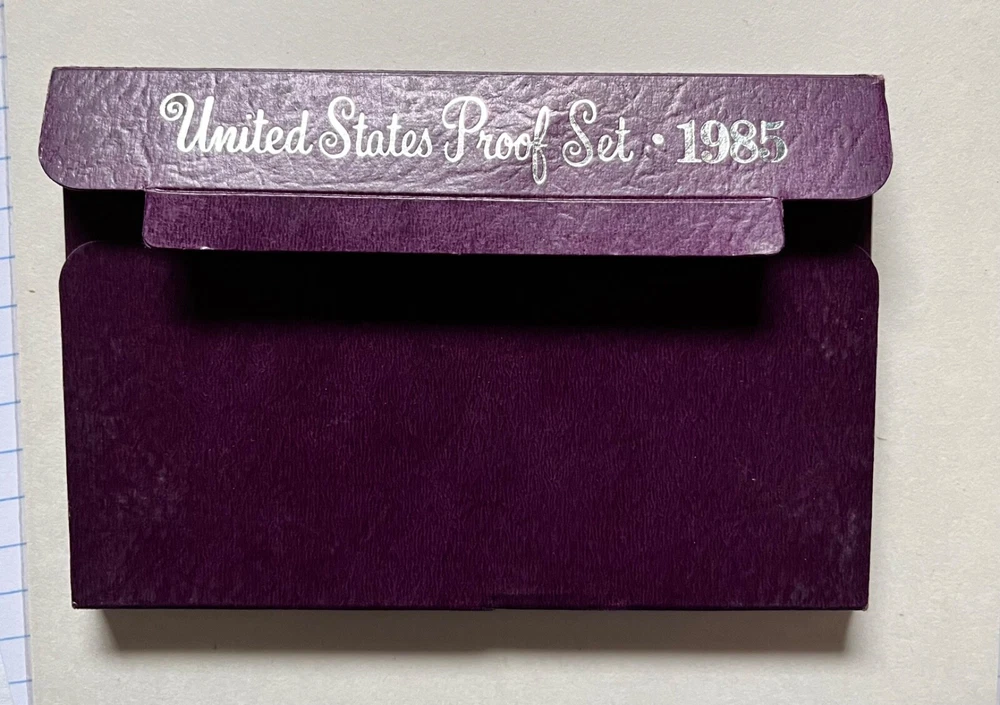 United States Proof Set · 1985